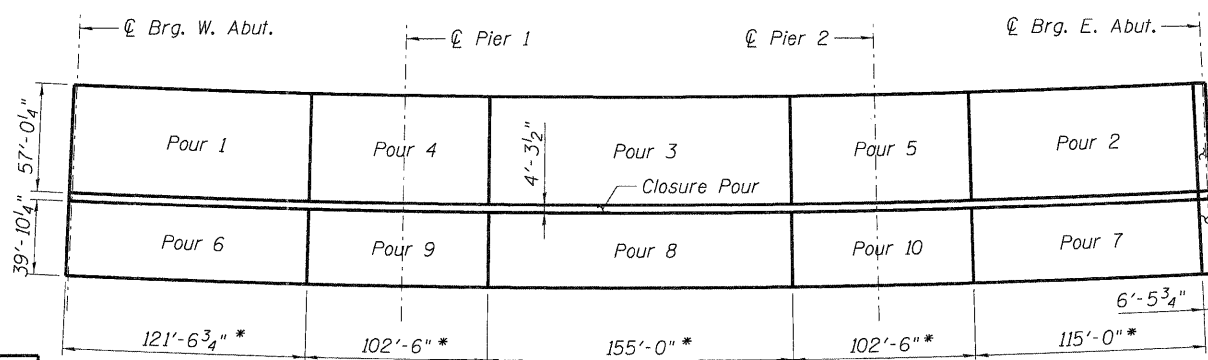 ℄ Brg. W. Abut.
℄ Pier 1
℄ Pier 2
℄ Brg. E. Abut.
57'-0¼"
Pour 1
Pour 4
4'-3½"
Pour 3
Pour 5
Pour 2
Closure Pour
39'-10¼"
Pour 6
Pour 9
Pour 8
Pour 10
Pour 7
6'-5¾"
121'-6¾" *
102'-6" *
155'-0" *
102'-6" *
115'-0" *